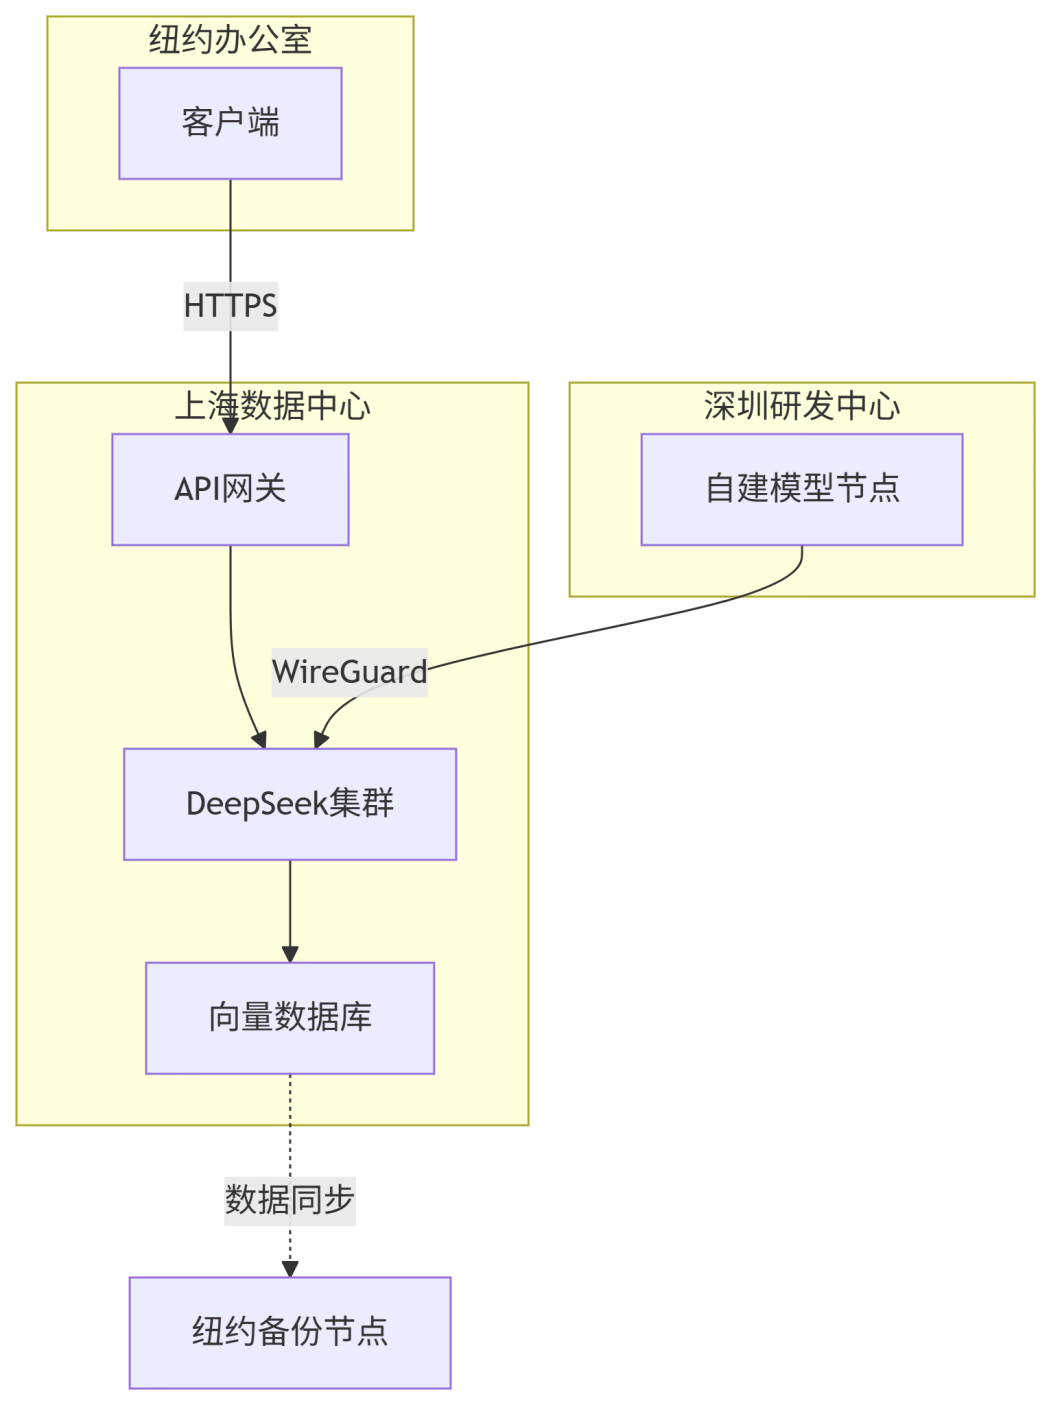 纽约办公室
客户端
HTTPS
上海数据中心
API网关
深圳研发中心
自建模型节点
WireGuard
DeepSeek集群
向量数据库
数据同步
纽约备份节点